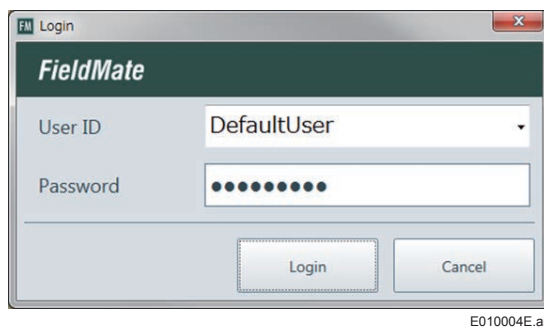 FM Login
FieldMate
User ID DefaultUser
Password ●●●●●●●●●
Login Cancel
E010004E.a